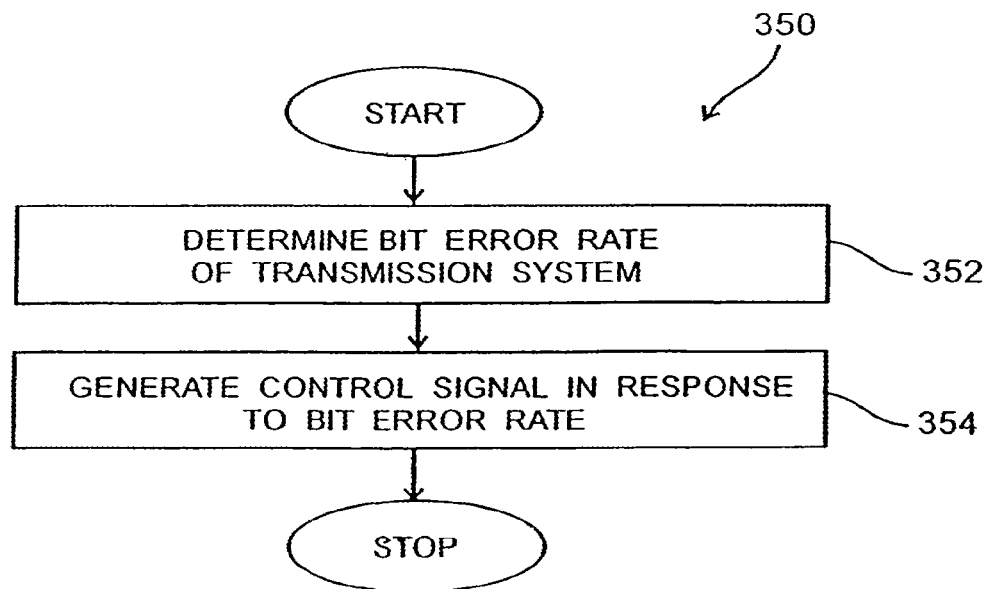 350
START
DETERMINE BIT ERROR RATE
OF TRANSMISSION SYSTEM
352
GENERATE CONTROL SIGNAL IN RESPONSE
TO BIT ERROR RATE
354
STOP